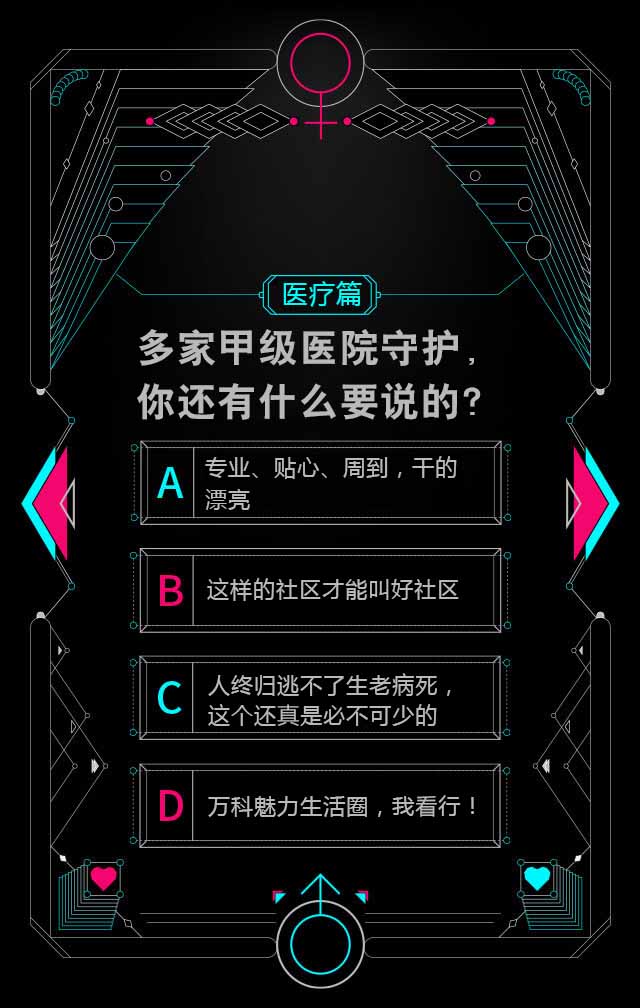 医疗篇
多家甲级医院守护，
你还有什么要说的？
A
专业、贴心、周到，干的
漂亮
B
这样的社区才能叫好社区
C
人终归逃不了生老病死，
这个还真是必不可少的
D
万科魅力生活圈，我看行！